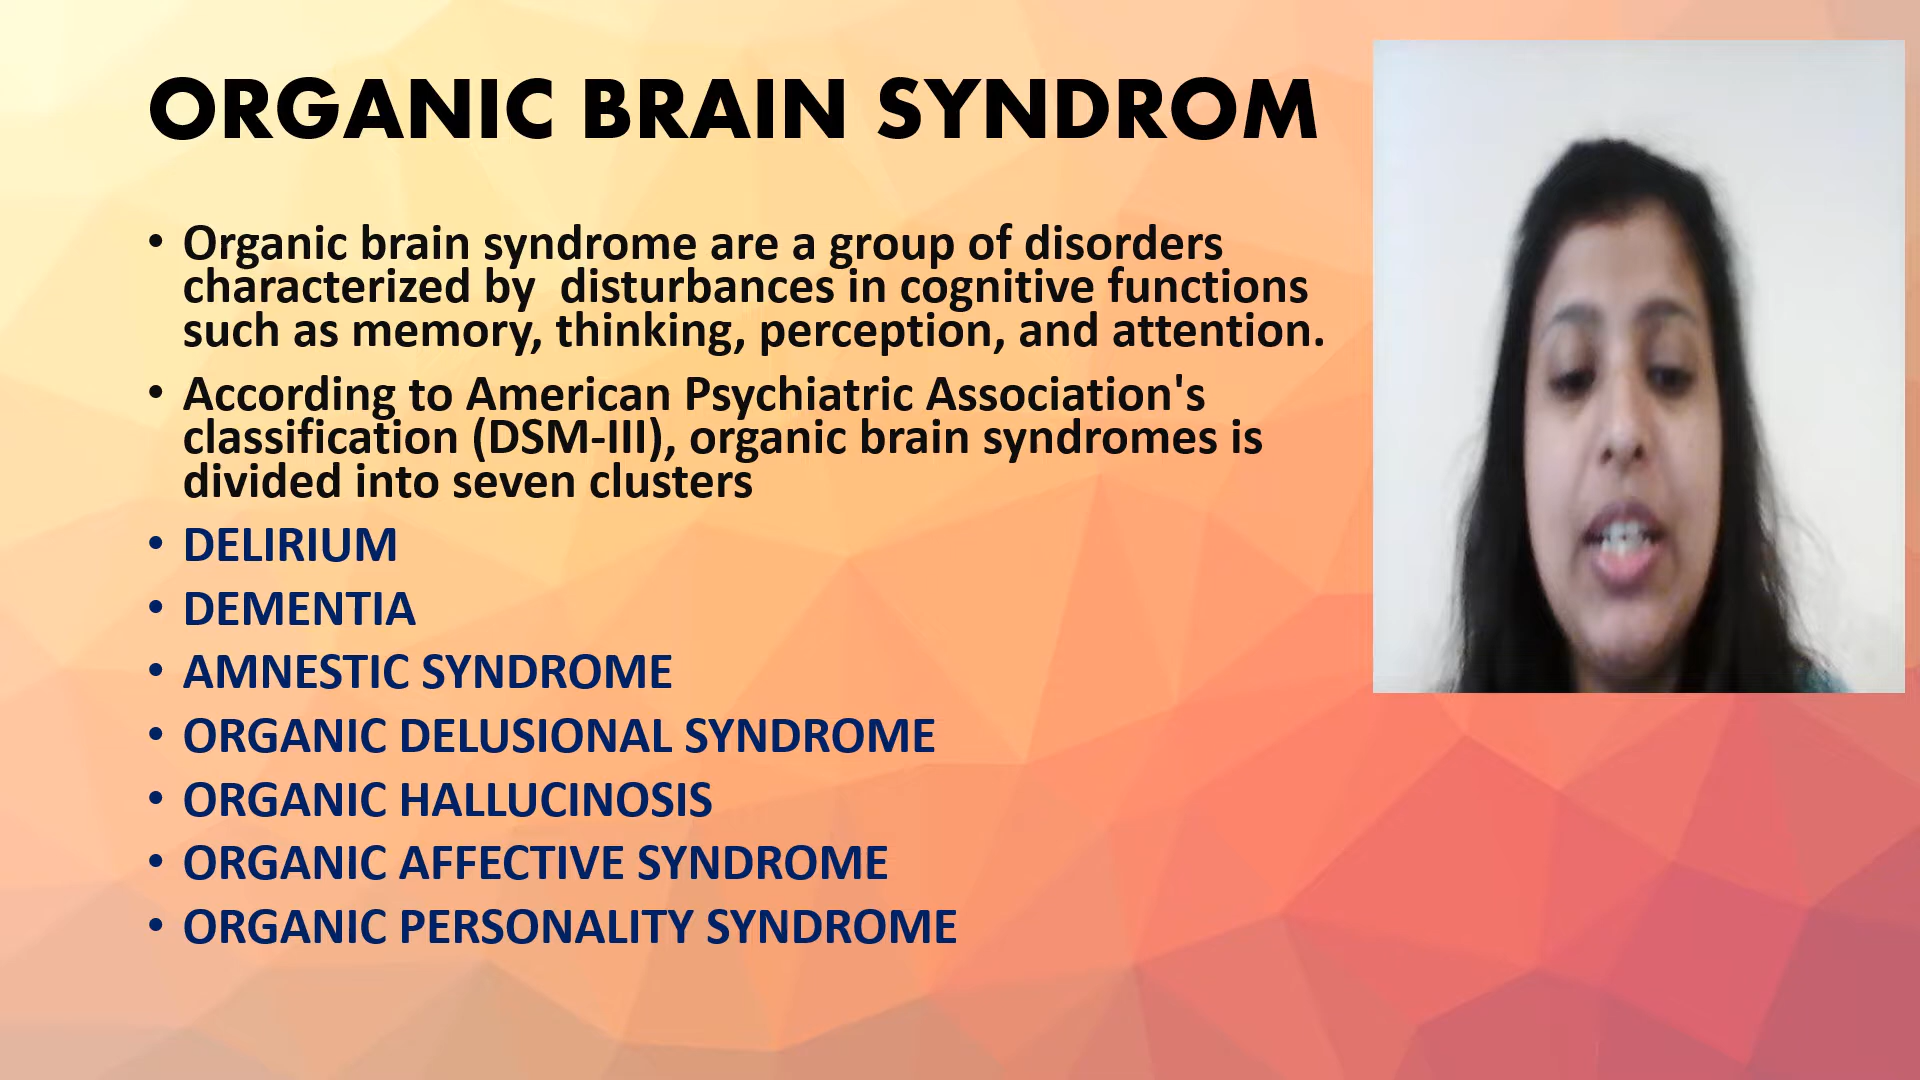 ORGANIC BRAIN SYNDROM
• Organic brain syndrome are a group of disorders
characterized by  disturbances in cognitive functions
such as memory, thinking, perception, and attention.
• According to American Psychiatric Association's
classification (DSM-III), organic brain syndromes is
divided into seven clusters
• DELIRIUM
• DEMENTIA
• AMNESTIC SYNDROME
• ORGANIC DELUSIONAL SYNDROME
• ORGANIC HALLUCINOSIS
• ORGANIC AFFECTIVE SYNDROME
• ORGANIC PERSONALITY SYNDROME